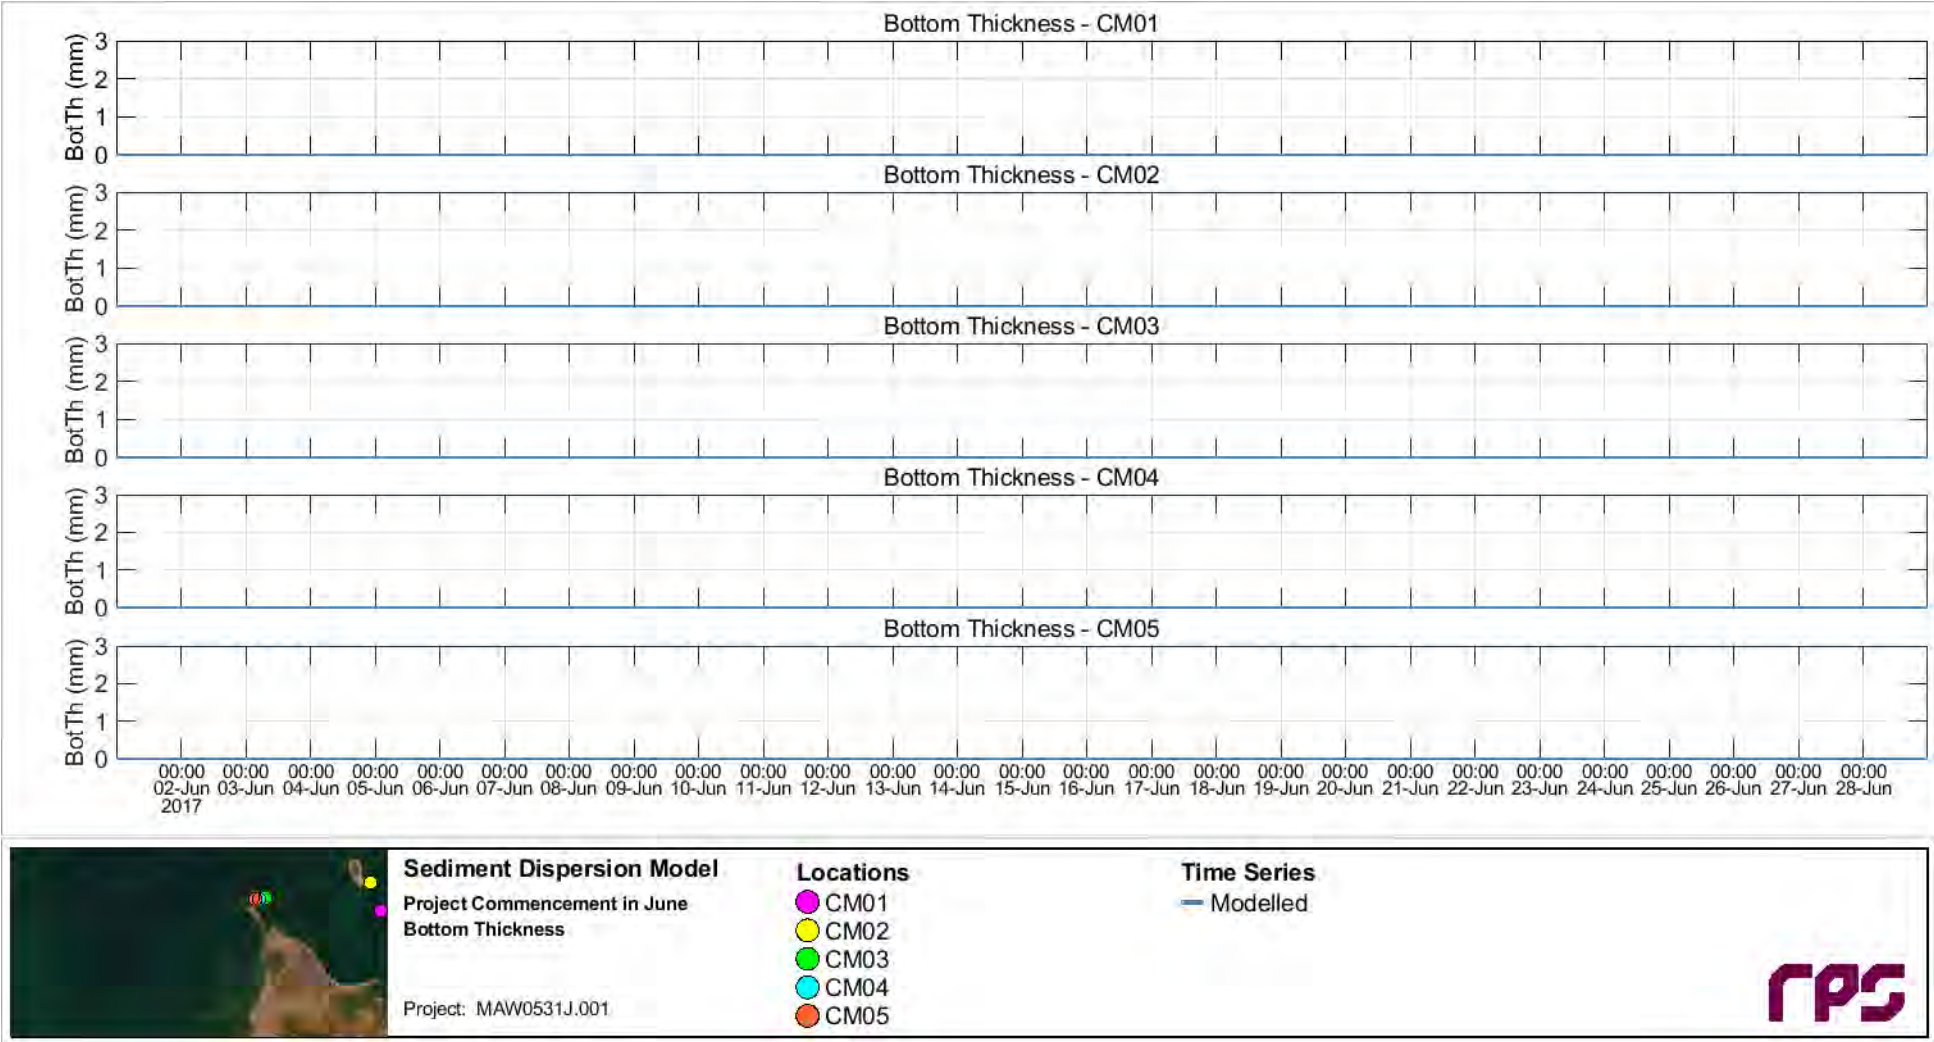 Bottom Thickness - CM01
BotTh (mm)
3
2
1
0
Bottom Thickness - CM02
BotTh (mm)
3
2
1
0
Bottom Thickness - CM03
BotTh (mm)
3
2
1
0
Bottom Thickness - CM04
BotTh (mm)
3
2
1
0
Bottom Thickness - CM05
BotTh (mm)
3
2
1
0
00:00 00:00 00:00 00:00 00:00 00:00 00:00 00:00 00:00 00:00 00:00 00:00 00:00 00:00 00:00 00:00 00:00 00:00 00:00 00:00 00:00 00:00 00:00 00:00 00:00 00:00 00:00
02-Jun 03-Jun 04-Jun 05-Jun 06-Jun 07-Jun 08-Jun 09-Jun 10-Jun 11-Jun 12-Jun 13-Jun 14-Jun 15-Jun 16-Jun 17-Jun 18-Jun 19-Jun 20-Jun 21-Jun 22-Jun 23-Jun 24-Jun 25-Jun 26-Jun 27-Jun 28-Jun
2017
Sediment Dispersion Model
Project Commencement in June
Bottom Thickness
Project: MAW0531J.001
Locations
CM01
CM02
CM03
CM04
CM05
Time Series
Modelled
rps